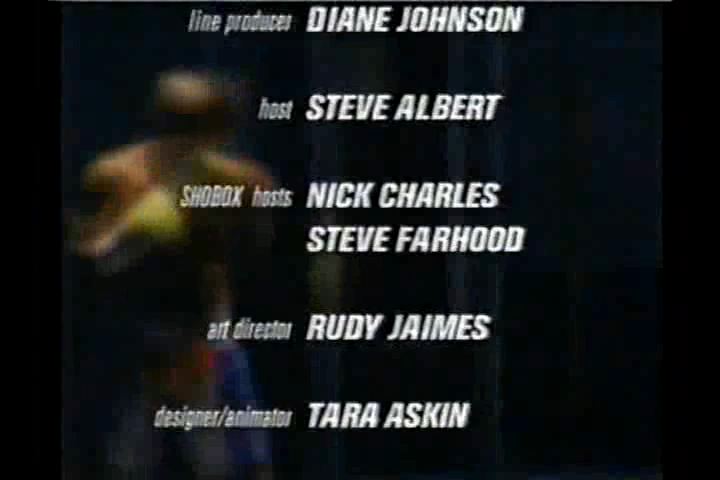 line producer DIANE JOHNSON
host STEVE ALBERT
SHOBOX hosts NICK CHARLES
STEVE FARHOOD
art director RUDY JAIMES
designer/animator TARA ASKIN